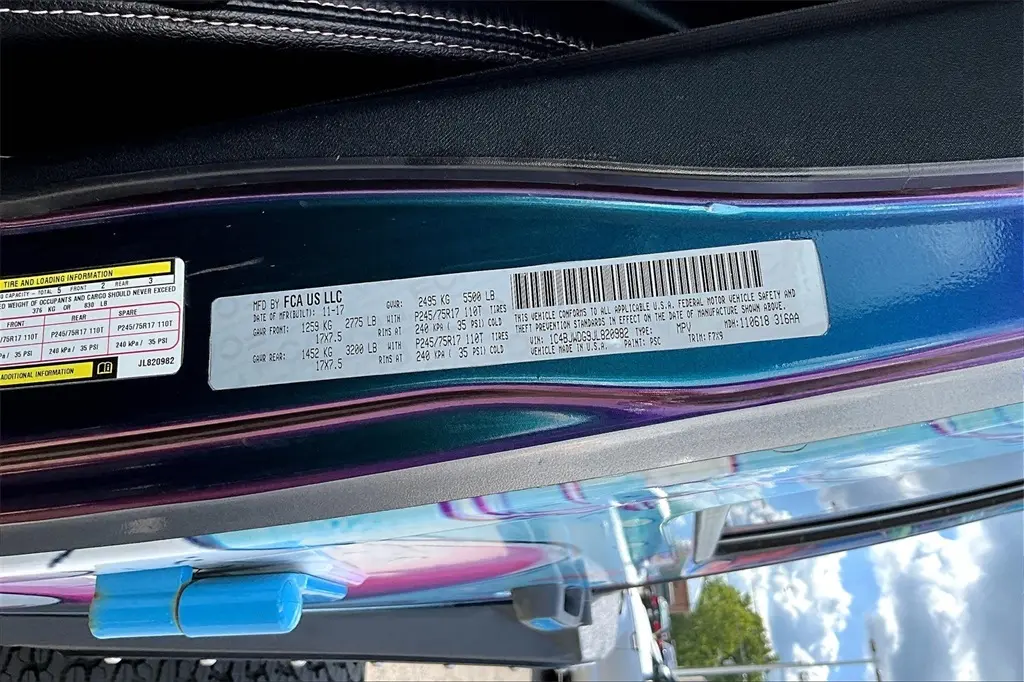 TIRE AND LOADING INFORMATION
CAPACITY - TOTAL 5 FRONT 2 REAR 3
WEIGHT OF OCCUPANTS AND CARGO SHOULD NEVER EXCEED
376 KG OR 830 LB
FRONT REAR SPARE
P245/75R17 110T P245/75R17 110T P245/75R17 110T
240 kPa / 35 PSI 240 kPa / 35 PSI 240 kPa / 35 PSI
ADDITIONAL INFORMATION
JL820982
MFD BY FCA US LLC
DATE OF MFR(BUILT): 11-17 GVWR: 2495 KG 5500 LB
GAWR FRONT: 1259 KG 2775 LB WITH P245/75R17 110T TIRES
17X7.5 RIMS AT 240 KPA ( 35 PSI) COLD
GAWR REAR: 1452 KG 3200 LB WITH P245/75R17 110T TIRES
17X7.5 RIMS AT 240 KPA ( 35 PSI) COLD
THIS VEHICLE CONFORMS TO ALL APPLICABLE U.S.A. FEDERAL MOTOR VEHICLE SAFETY AND
THEFT PREVENTION STANDARDS IN EFFECT ON THE DATE OF MANUFACTURE SHOWN ABOVE
VIN: 1C4BJWDG9JL820982 TYPE: MPV MDH:110618 316AA
VEHICLE MADE IN U.S.A. PAINT: PSC TRIM: F7X9